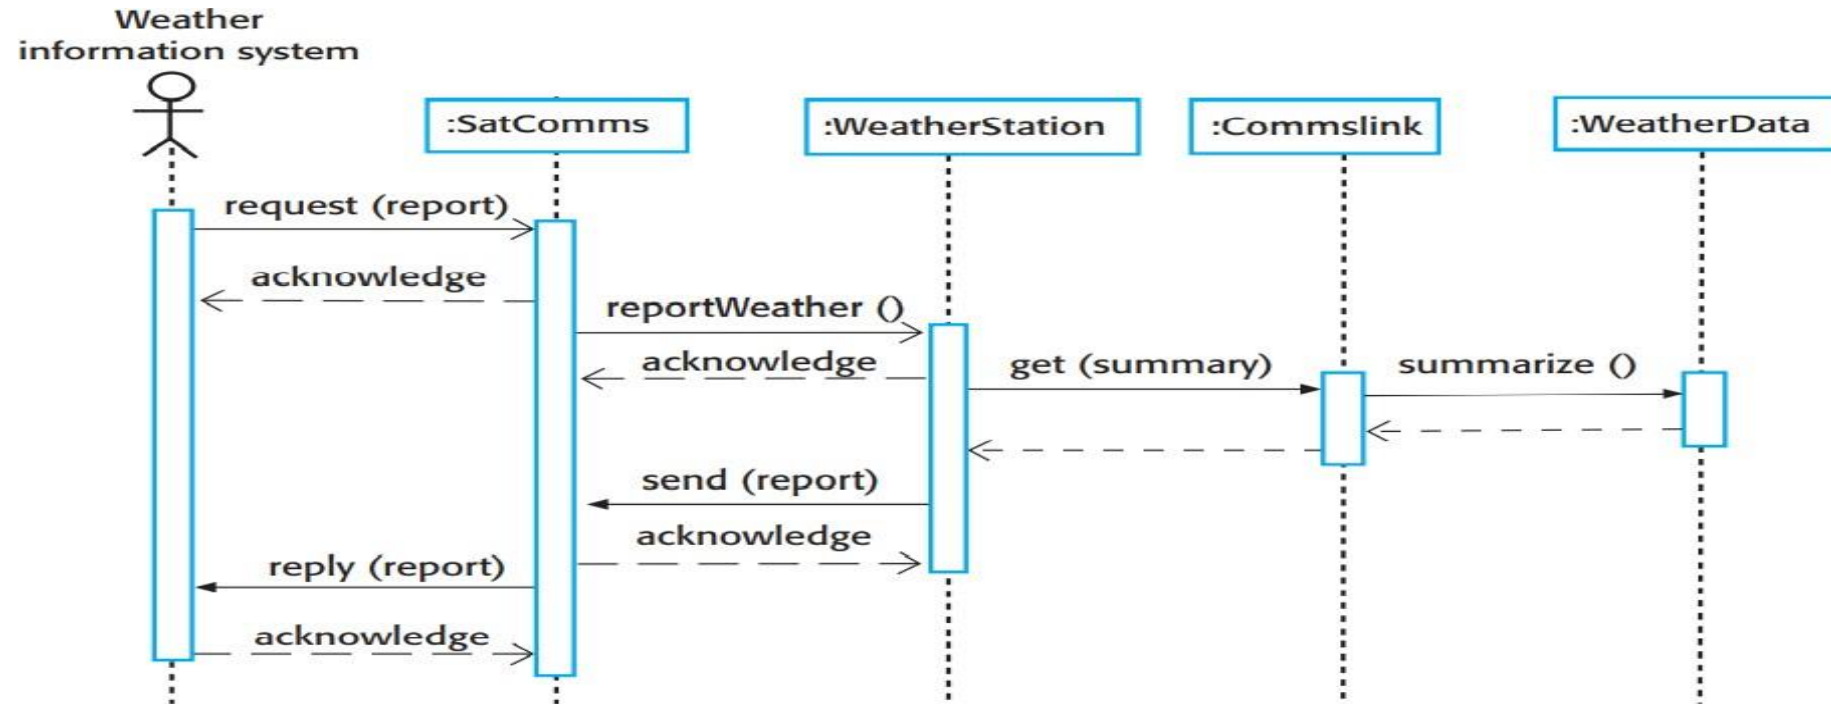 Weather
information system
:SatComms
:WeatherStation
:Commslink
:WeatherData
request (report)
acknowledge
reportWeather ()
acknowledge
get (summary)
summarize ()
send (report)
acknowledge
reply (report)
acknowledge